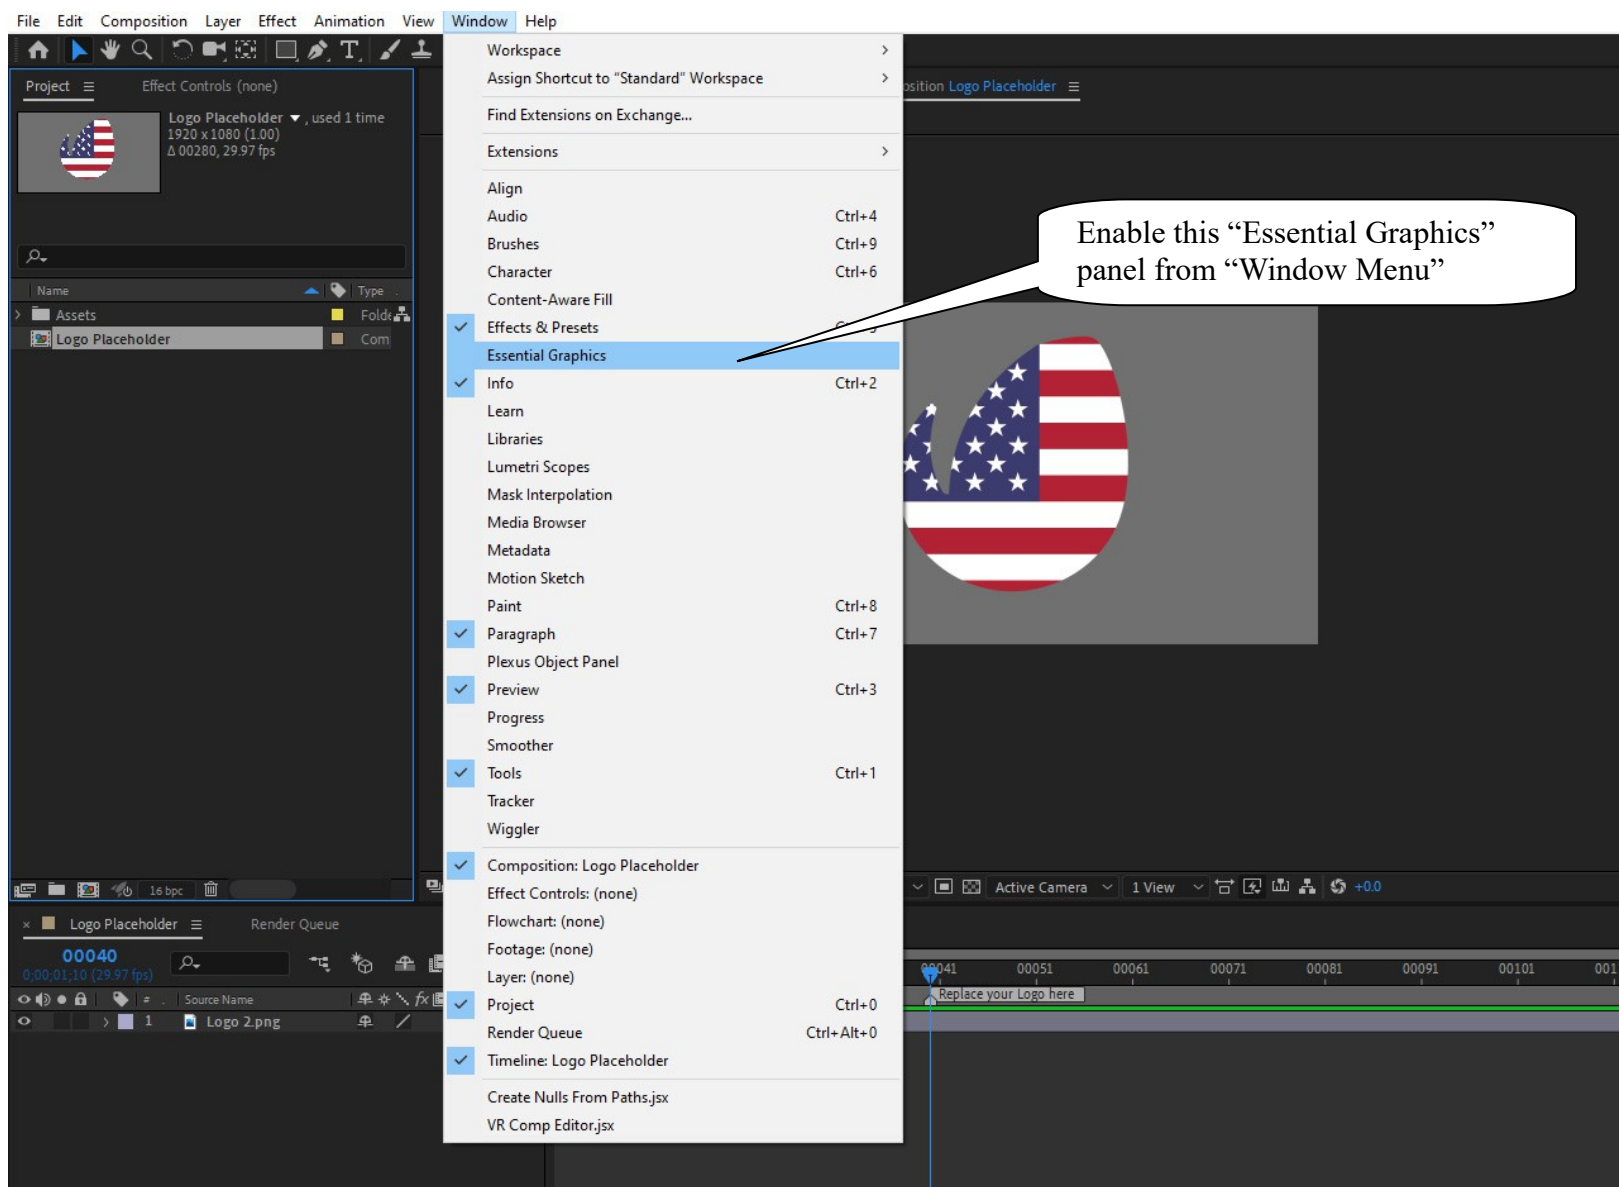 File Edit Composition Layer Effect Animation View Window Help
Project
Effect Controls (none)
Logo Placeholder , used 1 time
1920 x 1080 (1.00)
Δ 00280, 29.97 fps
Name
Type
Assets
Logo Placeholder
Com
16 bpc
Workspace
Assign Shortcut to “Standard” Workspace
Find Extensions on Exchange...
Extensions
Align
Audio Ctrl+4
Brushes Ctrl+9
Character Ctrl+6
Content-Aware Fill
Effects & Presets
Essential Graphics
Info Ctrl+2
Learn
Libraries
Lumetri Scopes
Mask Interpolation
Media Browser
Metadata
Motion Sketch
Paint Ctrl+8
Paragraph Ctrl+7
Plexus Object Panel
Preview Ctrl+3
Progress
Smoother
Tools Ctrl+1
Tracker
Wiggler
Composition: Logo Placeholder
Effect Controls: (none)
Flowchart: (none)
Footage: (none)
Layer: (none)
Project Ctrl+0
Render Queue Ctrl+Alt+0
Timeline: Logo Placeholder
Create Nulls From Paths.jsx
VR Comp Editor.jsx
Logo Placeholder
Enable this “Essential Graphics”
panel from “Window Menu”
Active Camera 1 View +0.0
Logo Placeholder
Render Queue
00040
0;00;01;10 (29.97 fps)
# Source Name fx
1 Logo 2.png
00051 00061 00071 00081 00091 00101
Replace your Logo here